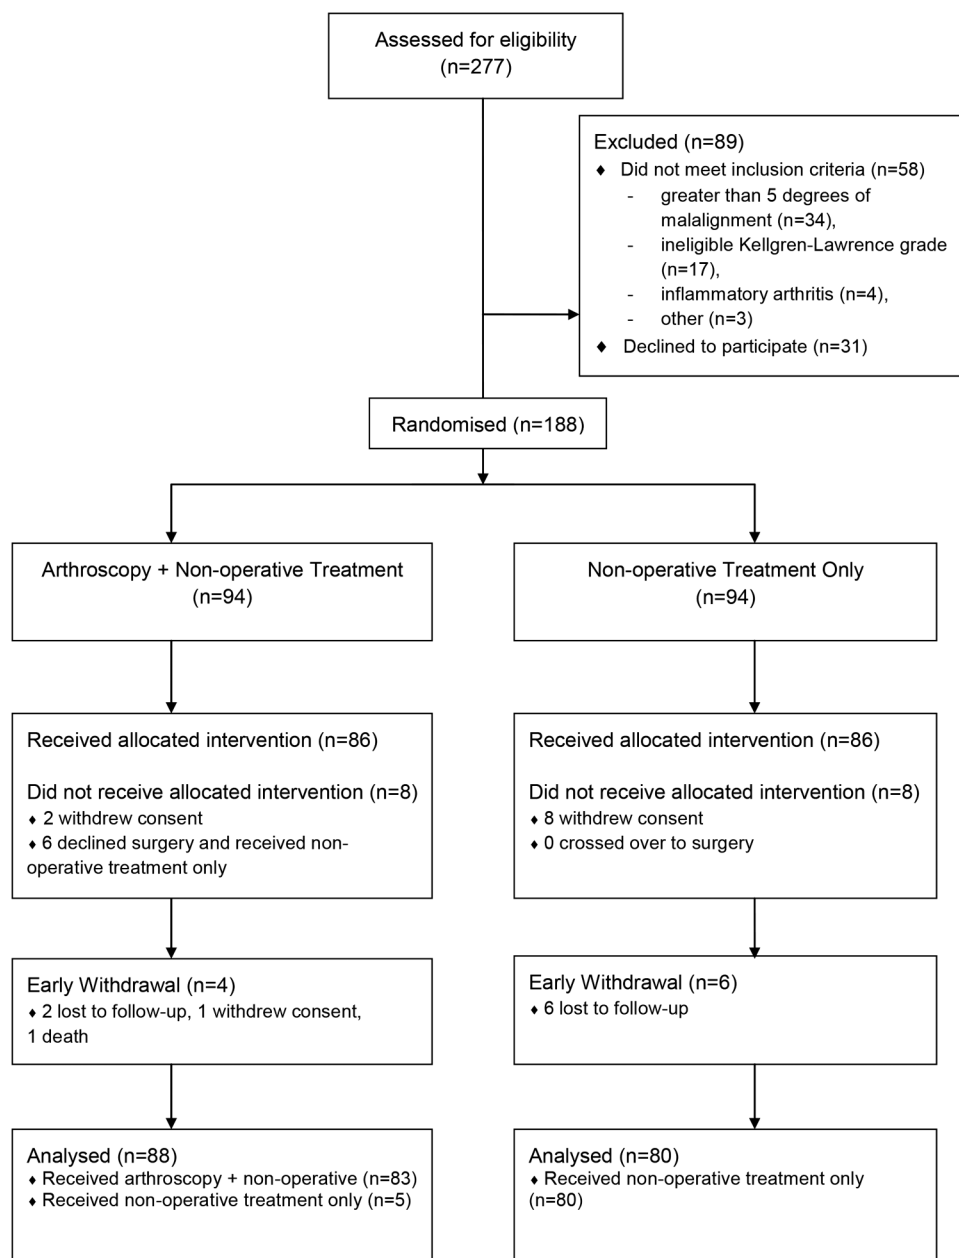 Assessed for eligibility
(n=277)
Excluded (n=89)
♦ Did not meet inclusion criteria (n=58)
- greater than 5 degrees of
malalignment (n=34),
- ineligible Kellgren-Lawrence grade
(n=17),
- inflammatory arthritis (n=4),
- other (n=3)
♦ Declined to participate (n=31)
Randomised (n=188)
Arthroscopy + Non-operative Treatment
(n=94)
Non-operative Treatment Only
(n=94)
Received allocated intervention (n=86)
Did not receive allocated intervention (n=8)
♦ 2 withdrew consent
♦ 6 declined surgery and received non-
operative treatment only
Received allocated intervention (n=86)
Did not receive allocated intervention (n=8)
♦ 8 withdrew consent
♦ 0 crossed over to surgery
Early Withdrawal (n=4)
♦ 2 lost to follow-up, 1 withdrew consent,
1 death
Early Withdrawal (n=6)
♦ 6 lost to follow-up
Analysed (n=88)
♦ Received arthroscopy + non-operative (n=83)
♦ Received non-operative treatment only (n=5)
Analysed (n=80)
♦ Received non-operative treatment only
(n=80)